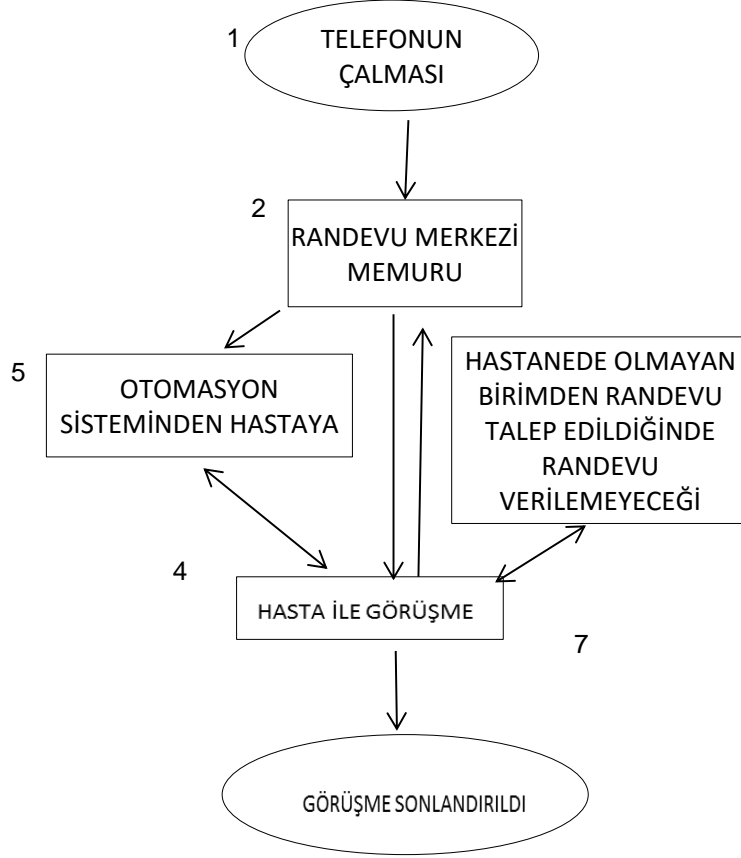 1
TELEFONUN
ÇALMASI
2
RANDEVU MERKEZİ
MEMURU
5
OTOMASYON
SİSTEMİNDEN HASTAYA
HASTANEDE OLMAYAN
BİRİMDEN RANDEVU
TALEP EDİLDİĞİNDE
RANDEVU
VERİLEMEYECEĞİ
4
HASTA İLE GÖRÜŞME
7
GÖRÜŞME SONLANDIRILDI